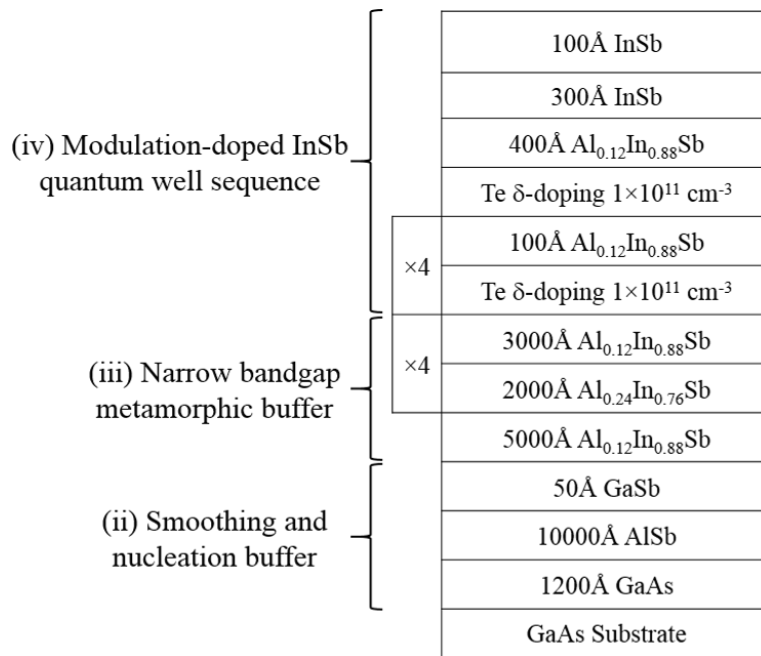 100Å InSb
300Å InSb
(iv) Modulation-doped InSb
quantum well sequence
400Å Al₀.₁₂In₀.₈₈Sb
Te δ-doping 1×10¹¹ cm⁻³
×4
100Å Al₀.₁₂In₀.₈₈Sb
Te δ-doping 1×10¹¹ cm⁻³
(iii) Narrow bandgap
metamorphic buffer
×4
3000Å Al₀.₁₂In₀.₈₈Sb
2000Å Al₀.₂₄In₀.₇₆Sb
5000Å Al₀.₁₂In₀.₈₈Sb
(ii) Smoothing and
nucleation buffer
50Å GaSb
10000Å AlSb
1200Å GaAs
GaAs Substrate